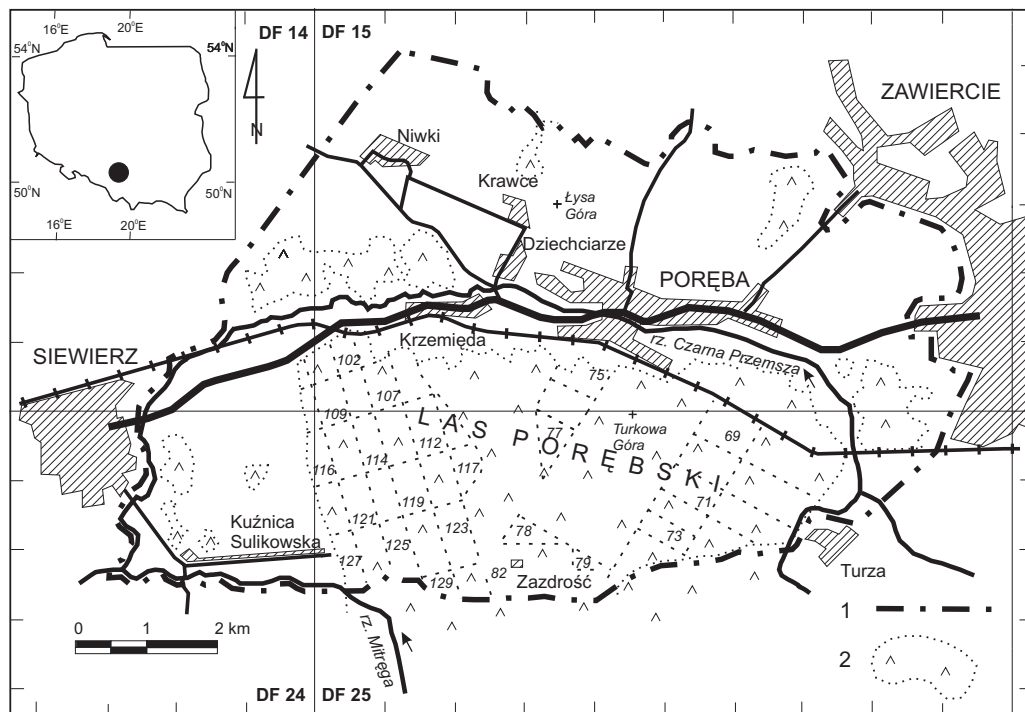 16°E 20°E
54°N 54°N
50°N 50°N
16°E 20°E
N
DF 14 DF 15
ZAWIERCIE
Niwki
Krawce
Łysa
Góra
Dziechciarze
PORĘBA
SIEWIERZ
Krzemięda
rz. Czarna Przemsza
102
75
107
109
LAS PORĘBSKI
Turkowa
Góra
77
69
112
114
116
117
119
71
121
123
78
73
125
127
129
82
79
Kuźnica
Sulikowska
Zazdrość
Turza
rz. Mitręga
0 1 2 km
1
2
DF 24 DF 25